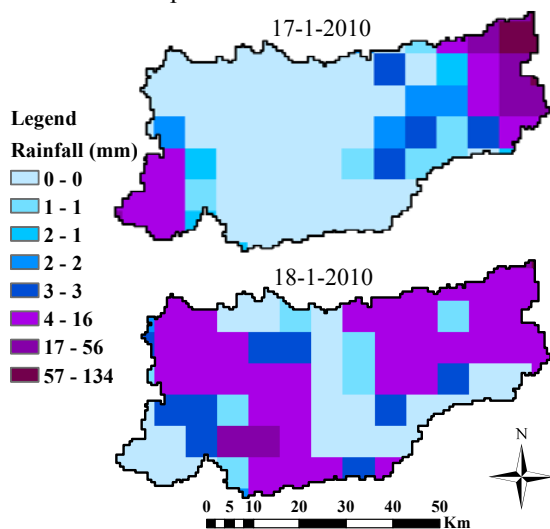 17-1-2010
Legend
Rainfall (mm)
0 - 0
1 - 1
2 - 1
2 - 2
3 - 3
4 - 16
17 - 56
57 - 134
18-1-2010
N
0 5 10 20 30 40 50
Km